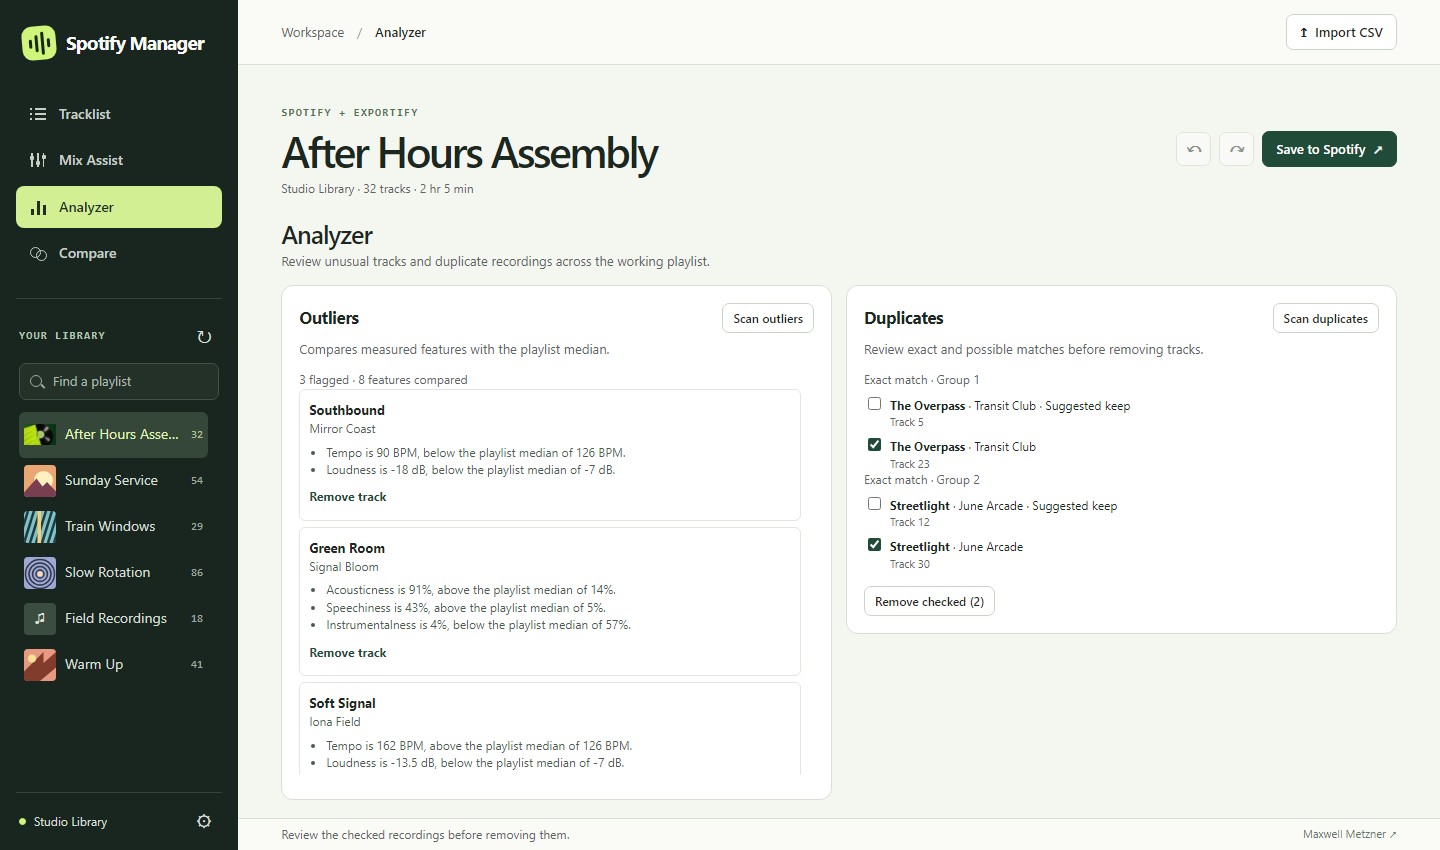 Spotify Manager
Tracklist
Mix Assist
Analyzer
Compare
YOUR LIBRARY
Find a playlist
After Hours Asse... 32
Sunday Service 54
Train Windows 29
Slow Rotation 86
Field Recordings 18
Warm Up 41
Studio Library
Workspace / Analyzer
Import CSV
SPOTIFY + EXPORTIFY
After Hours Assembly
Studio Library · 32 tracks · 2 hr 5 min
Save to Spotify ↗
Analyzer
Review unusual tracks and duplicate recordings across the working playlist.
Outliers
Scan outliers
Compares measured features with the playlist median.
3 flagged · 8 features compared
Southbound
Mirror Coast
• Tempo is 90 BPM, below the playlist median of 126 BPM.
• Loudness is -18 dB, below the playlist median of -7 dB.
Remove track
Green Room
Signal Bloom
• Acousticness is 91%, above the playlist median of 14%.
• Speechiness is 43%, above the playlist median of 5%.
• Instrumentalness is 4%, below the playlist median of 57%.
Remove track
Soft Signal
Iona Field
• Tempo is 162 BPM, above the playlist median of 126 BPM.
• Loudness is -13.5 dB, below the playlist median of -7 dB.
Duplicates
Scan duplicates
Review exact and possible matches before removing tracks.
Exact match · Group 1
The Overpass · Transit Club · Suggested keep
Track 5
The Overpass · Transit Club
Track 23
Exact match · Group 2
Streetlight · June Arcade · Suggested keep
Track 12
Streetlight · June Arcade
Track 30
Remove checked (2)
Review the checked recordings before removing them.
Maxwell Metzner ↗